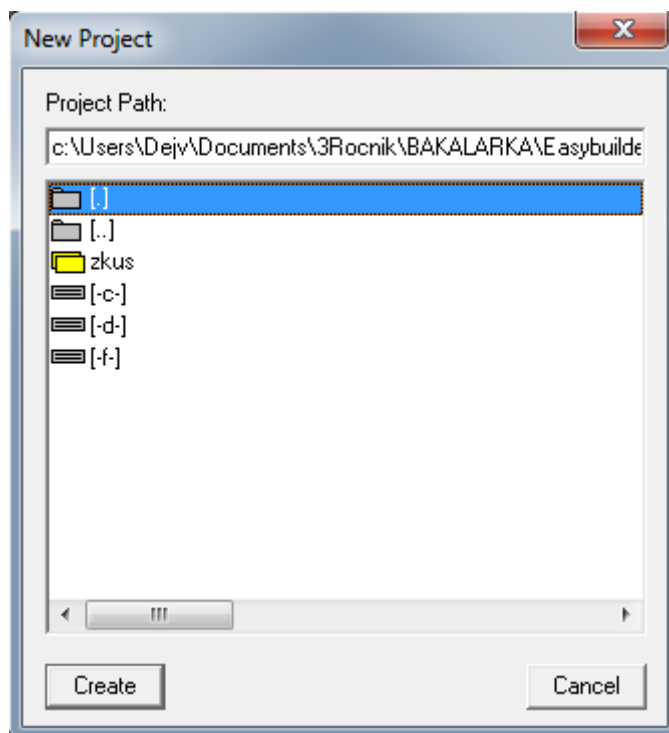 New Project
Project Path:
c:\Users\Dejv\Documents\3Rocnik\BAKALARKA\Easybuilde
[.]
[..]
zkus
[-c-]
[-d-]
[-f-]
Create
Cancel